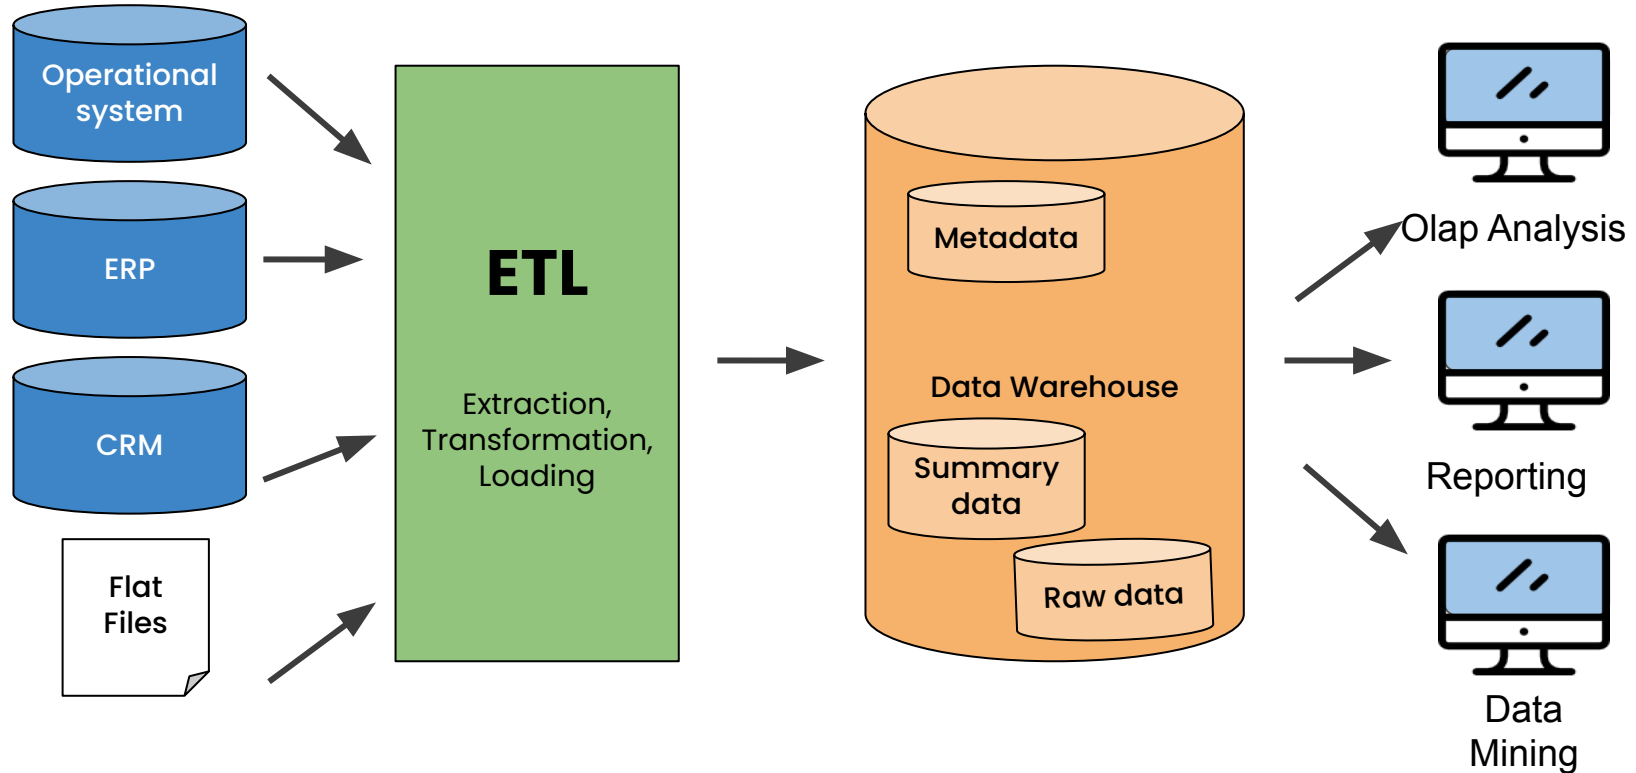 Operational
system
ERP
CRM
Flat
Files
ETL
Extraction,
Transformation,
Loading
Metadata
Data Warehouse
Summary
data
Raw data
Olap Analysis
Reporting
Data
Mining